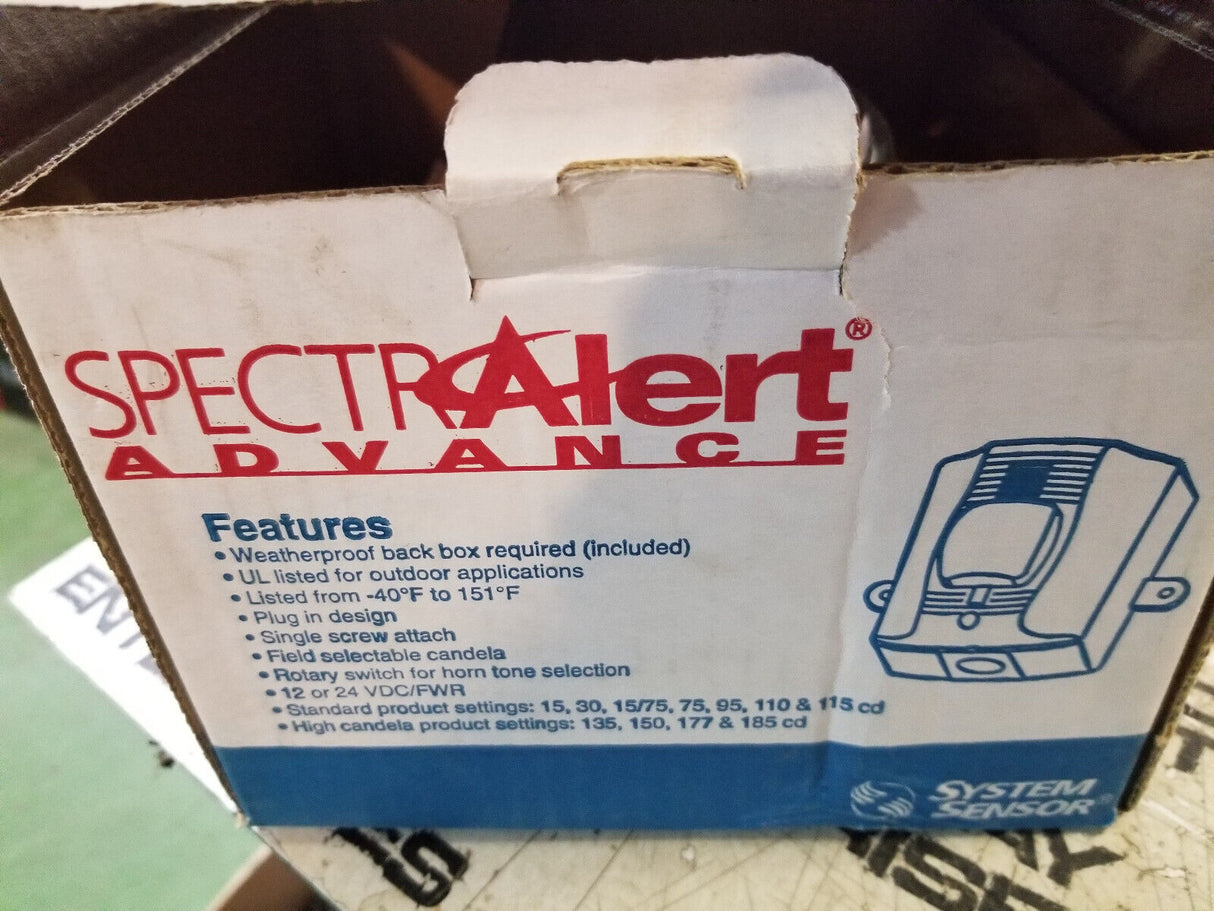 SPECTRAlert®
ADVANCE
Features
• Weatherproof back box required (included)
• UL listed for outdoor applications
• Listed from -40°F to 151°F
• Plug in design
• Single screw attach
• Field selectable candela
• Rotary switch for horn tone selection
• 12 or 24 VDC/FWR
• Standard product settings: 15, 30, 15/75, 75, 95, 110 & 115 cd
• High candela product settings: 135, 150, 177 & 185 cd
SYSTEM
SENSOR®